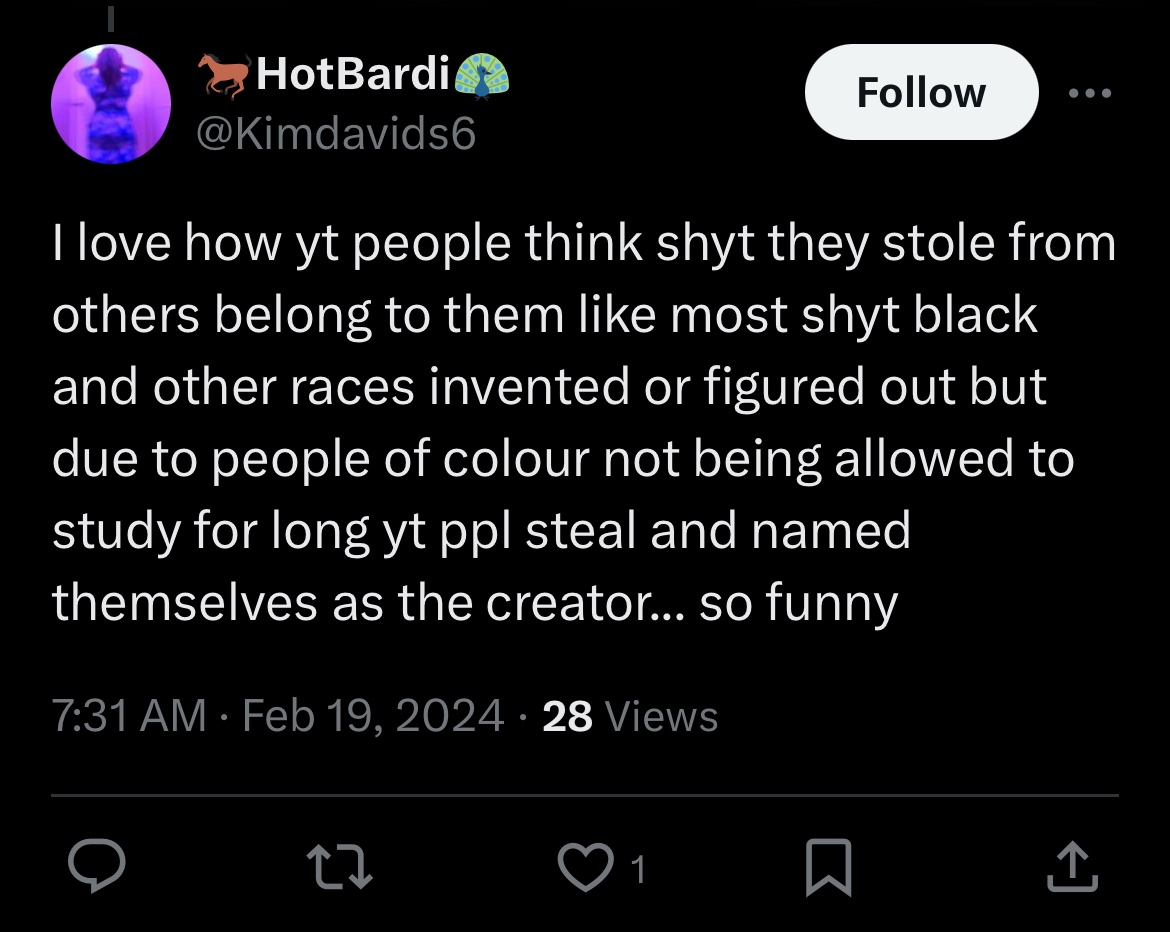 🐎HotBardi🦚
Follow
@Kimdavids6
I love how yt people think shyt they stole from
others belong to them like most shyt black
and other races invented or figured out but
due to people of colour not being allowed to
study for long yt ppl steal and named
themselves as the creator... so funny
7:31 AM · Feb 19, 2024 · 28 Views
1